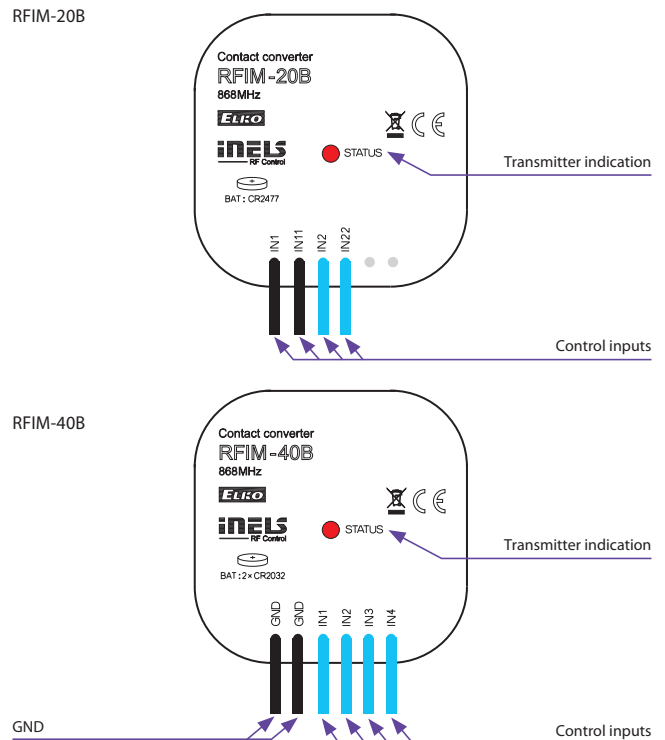 RFIM-20B
Contact converter
RFIM-20B
868MHz
ELKO
iNELS
RF Control
STATUS
Transmitter indication
BAT : CR2477
IN1
IN11
IN2
IN22
Control inputs
RFIM-40B
Contact converter
RFIM-40B
868MHz
ELKO
iNELS
RF Control
STATUS
Transmitter indication
BAT : 2× CR2032
GND
GND
IN1
IN2
IN3
IN4
GND
Control inputs